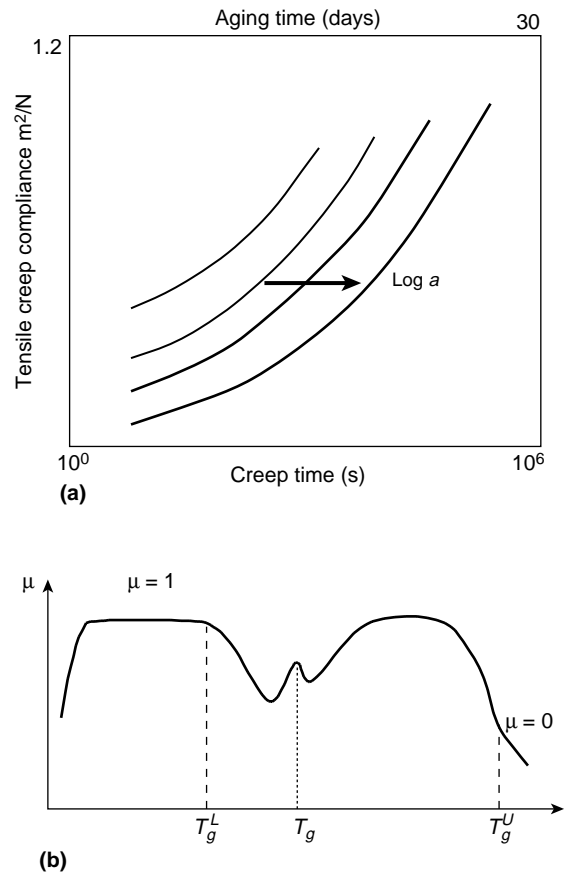 Aging time (days)
30
1.2
Tensile creep compliance m²/N
Log a
10⁰
10⁶
Creep time (s)
(a)
μ
μ = 1
μ = 0
T_g^L
T_g
T_g^U
(b)